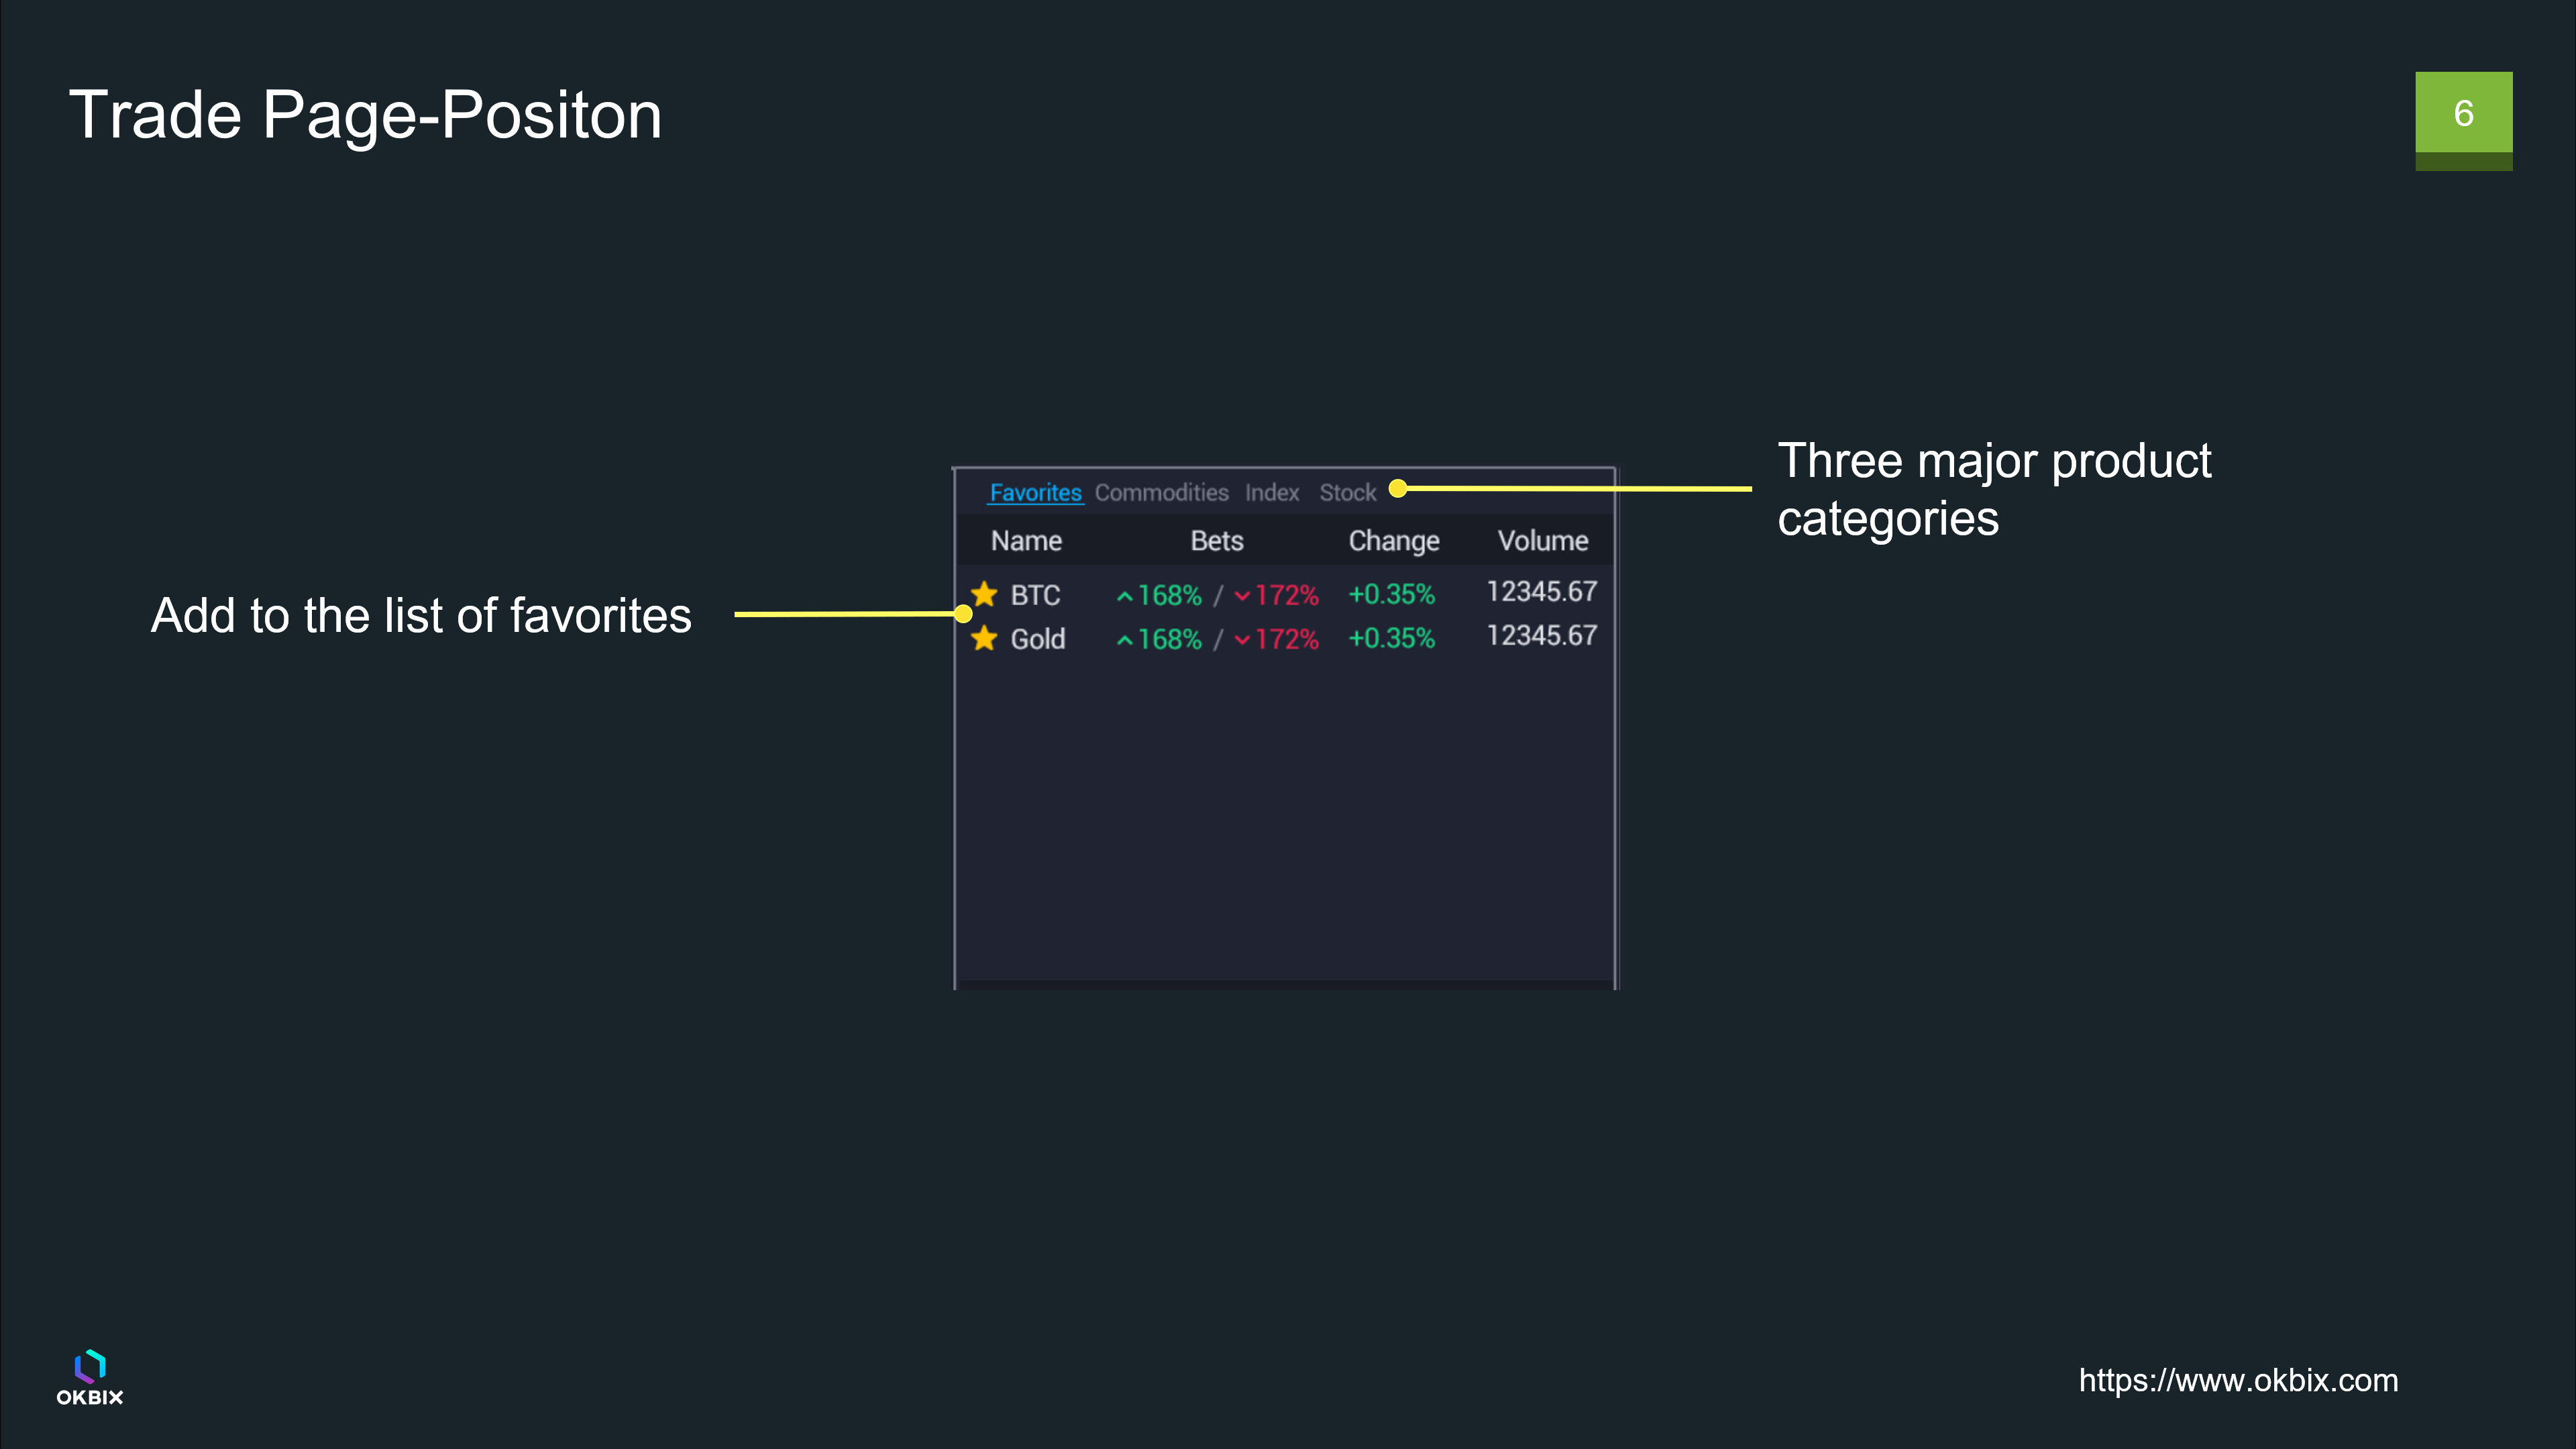 Trade Page-Positon
6
Three major product
categories
Favorites Commodities Index Stock
Name Bets Change Volume
BTC 168% / 172% +0.35% 12345.67
Add to the list of favorites
Gold 168% / 172% +0.35% 12345.67
OKBIX
https://www.okbix.com